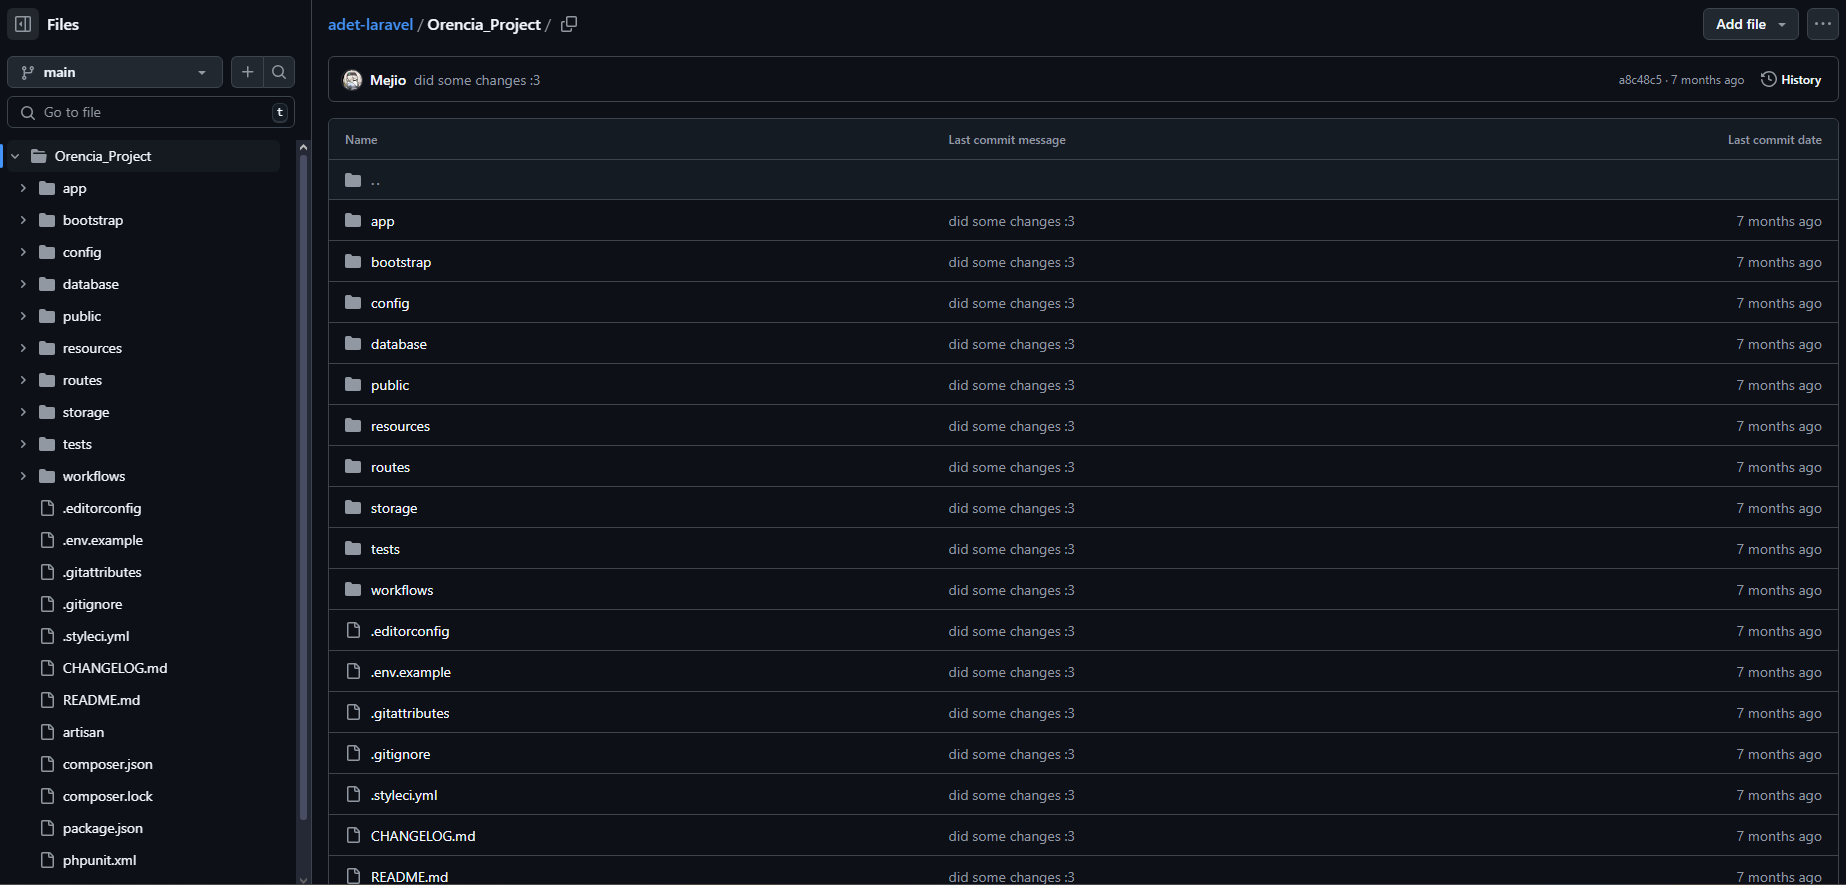 Files
main
Go to file
t
Orencia_Project
app
bootstrap
config
database
public
resources
routes
storage
tests
workflows
.editorconfig
.env.example
.gitattributes
.gitignore
.styleci.yml
CHANGELOG.md
README.md
artisan
composer.json
composer.lock
package.json
phpunit.xml
adet-laravel / Orencia_Project /
Add file
Mejio did some changes :3 a8c48c5 · 7 months ago History
Name Last commit message Last commit date
..
app did some changes :3 7 months ago
bootstrap did some changes :3 7 months ago
config did some changes :3 7 months ago
database did some changes :3 7 months ago
public did some changes :3 7 months ago
resources did some changes :3 7 months ago
routes did some changes :3 7 months ago
storage did some changes :3 7 months ago
tests did some changes :3 7 months ago
workflows did some changes :3 7 months ago
.editorconfig did some changes :3 7 months ago
.env.example did some changes :3 7 months ago
.gitattributes did some changes :3 7 months ago
.gitignore did some changes :3 7 months ago
.styleci.yml did some changes :3 7 months ago
CHANGELOG.md did some changes :3 7 months ago
README.md did some changes :3 7 months ago